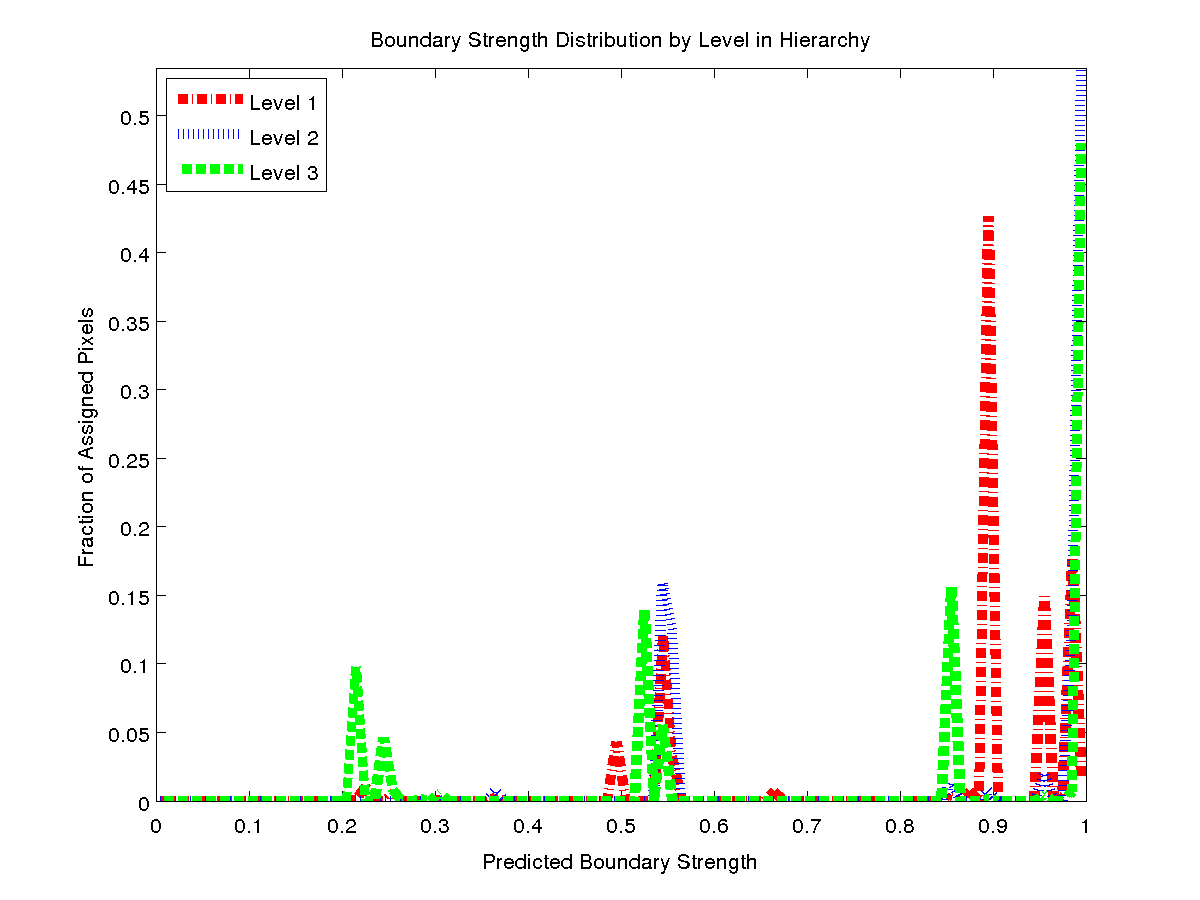 Boundary Strength Distribution by Level in Hierarchy
Level 1
Level 2
Level 3
Fraction of Assigned Pixels
0.5
0.45
0.4
0.35
0.3
0.25
0.2
0.15
0.1
0.05
0
0 0.1 0.2 0.3 0.4 0.5 0.6 0.7 0.8 0.9 1
Predicted Boundary Strength